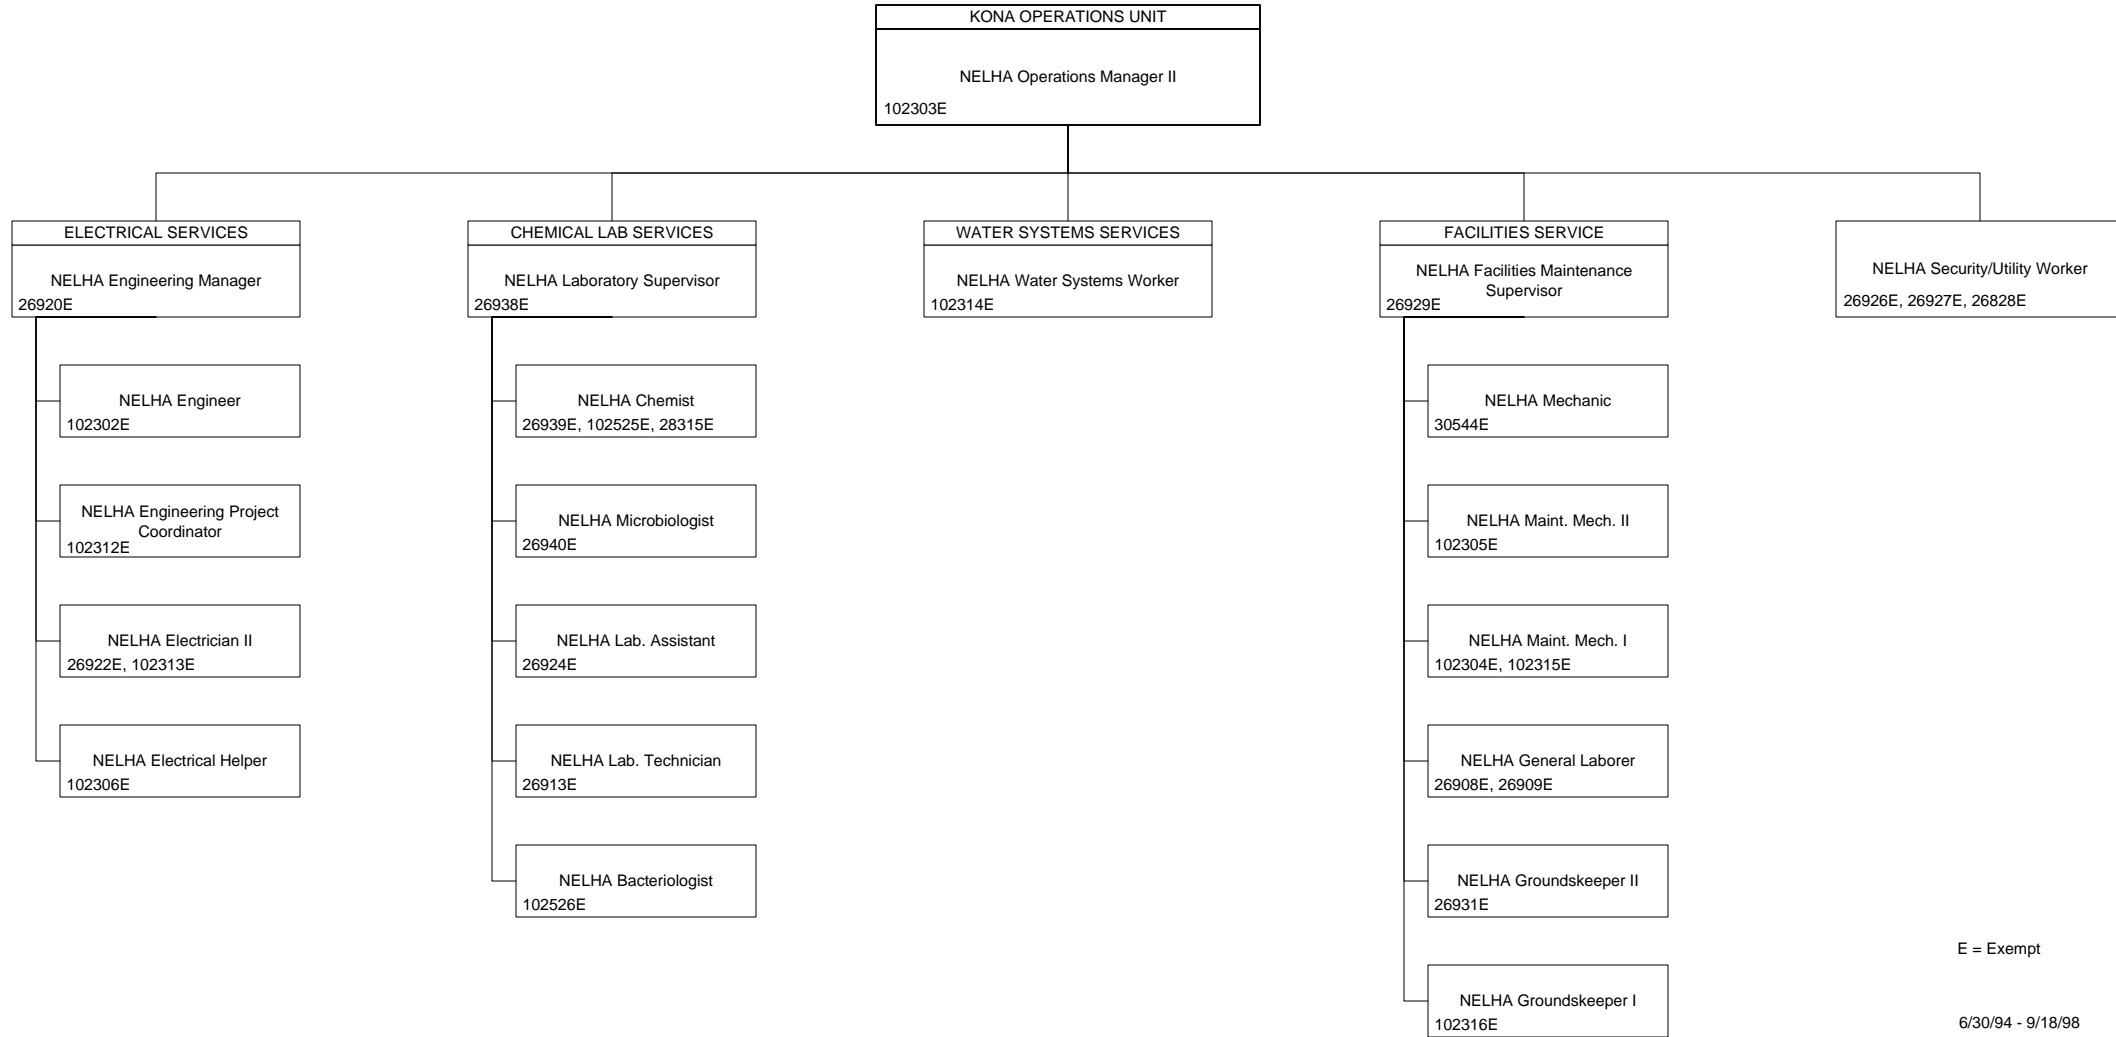 KONA OPERATIONS UNIT
NELHA Operations Manager II
102303E
ELECTRICAL SERVICES
NELHA Engineering Manager
26920E
NELHA Engineer
102302E
NELHA Engineering Project
Coordinator
102312E
NELHA Electrician II
26922E, 102313E
NELHA Electrical Helper
102306E
CHEMICAL LAB SERVICES
NELHA Laboratory Supervisor
26938E
NELHA Chemist
26939E, 102525E, 28315E
NELHA Microbiologist
26940E
NELHA Lab. Assistant
26924E
NELHA Lab. Technician
26913E
NELHA Bacteriologist
102526E
WATER SYSTEMS SERVICES
NELHA Water Systems Worker
102314E
FACILITIES SERVICE
NELHA Facilities Maintenance
Supervisor
26929E
NELHA Mechanic
30544E
NELHA Maint. Mech. II
102305E
NELHA Maint. Mech. I
102304E, 102315E
NELHA General Laborer
26908E, 26909E
NELHA Groundskeeper II
26931E
NELHA Groundskeeper I
102316E
NELHA Security/Utility Worker
26926E, 26927E, 26828E
E = Exempt
6/30/94 - 9/18/98